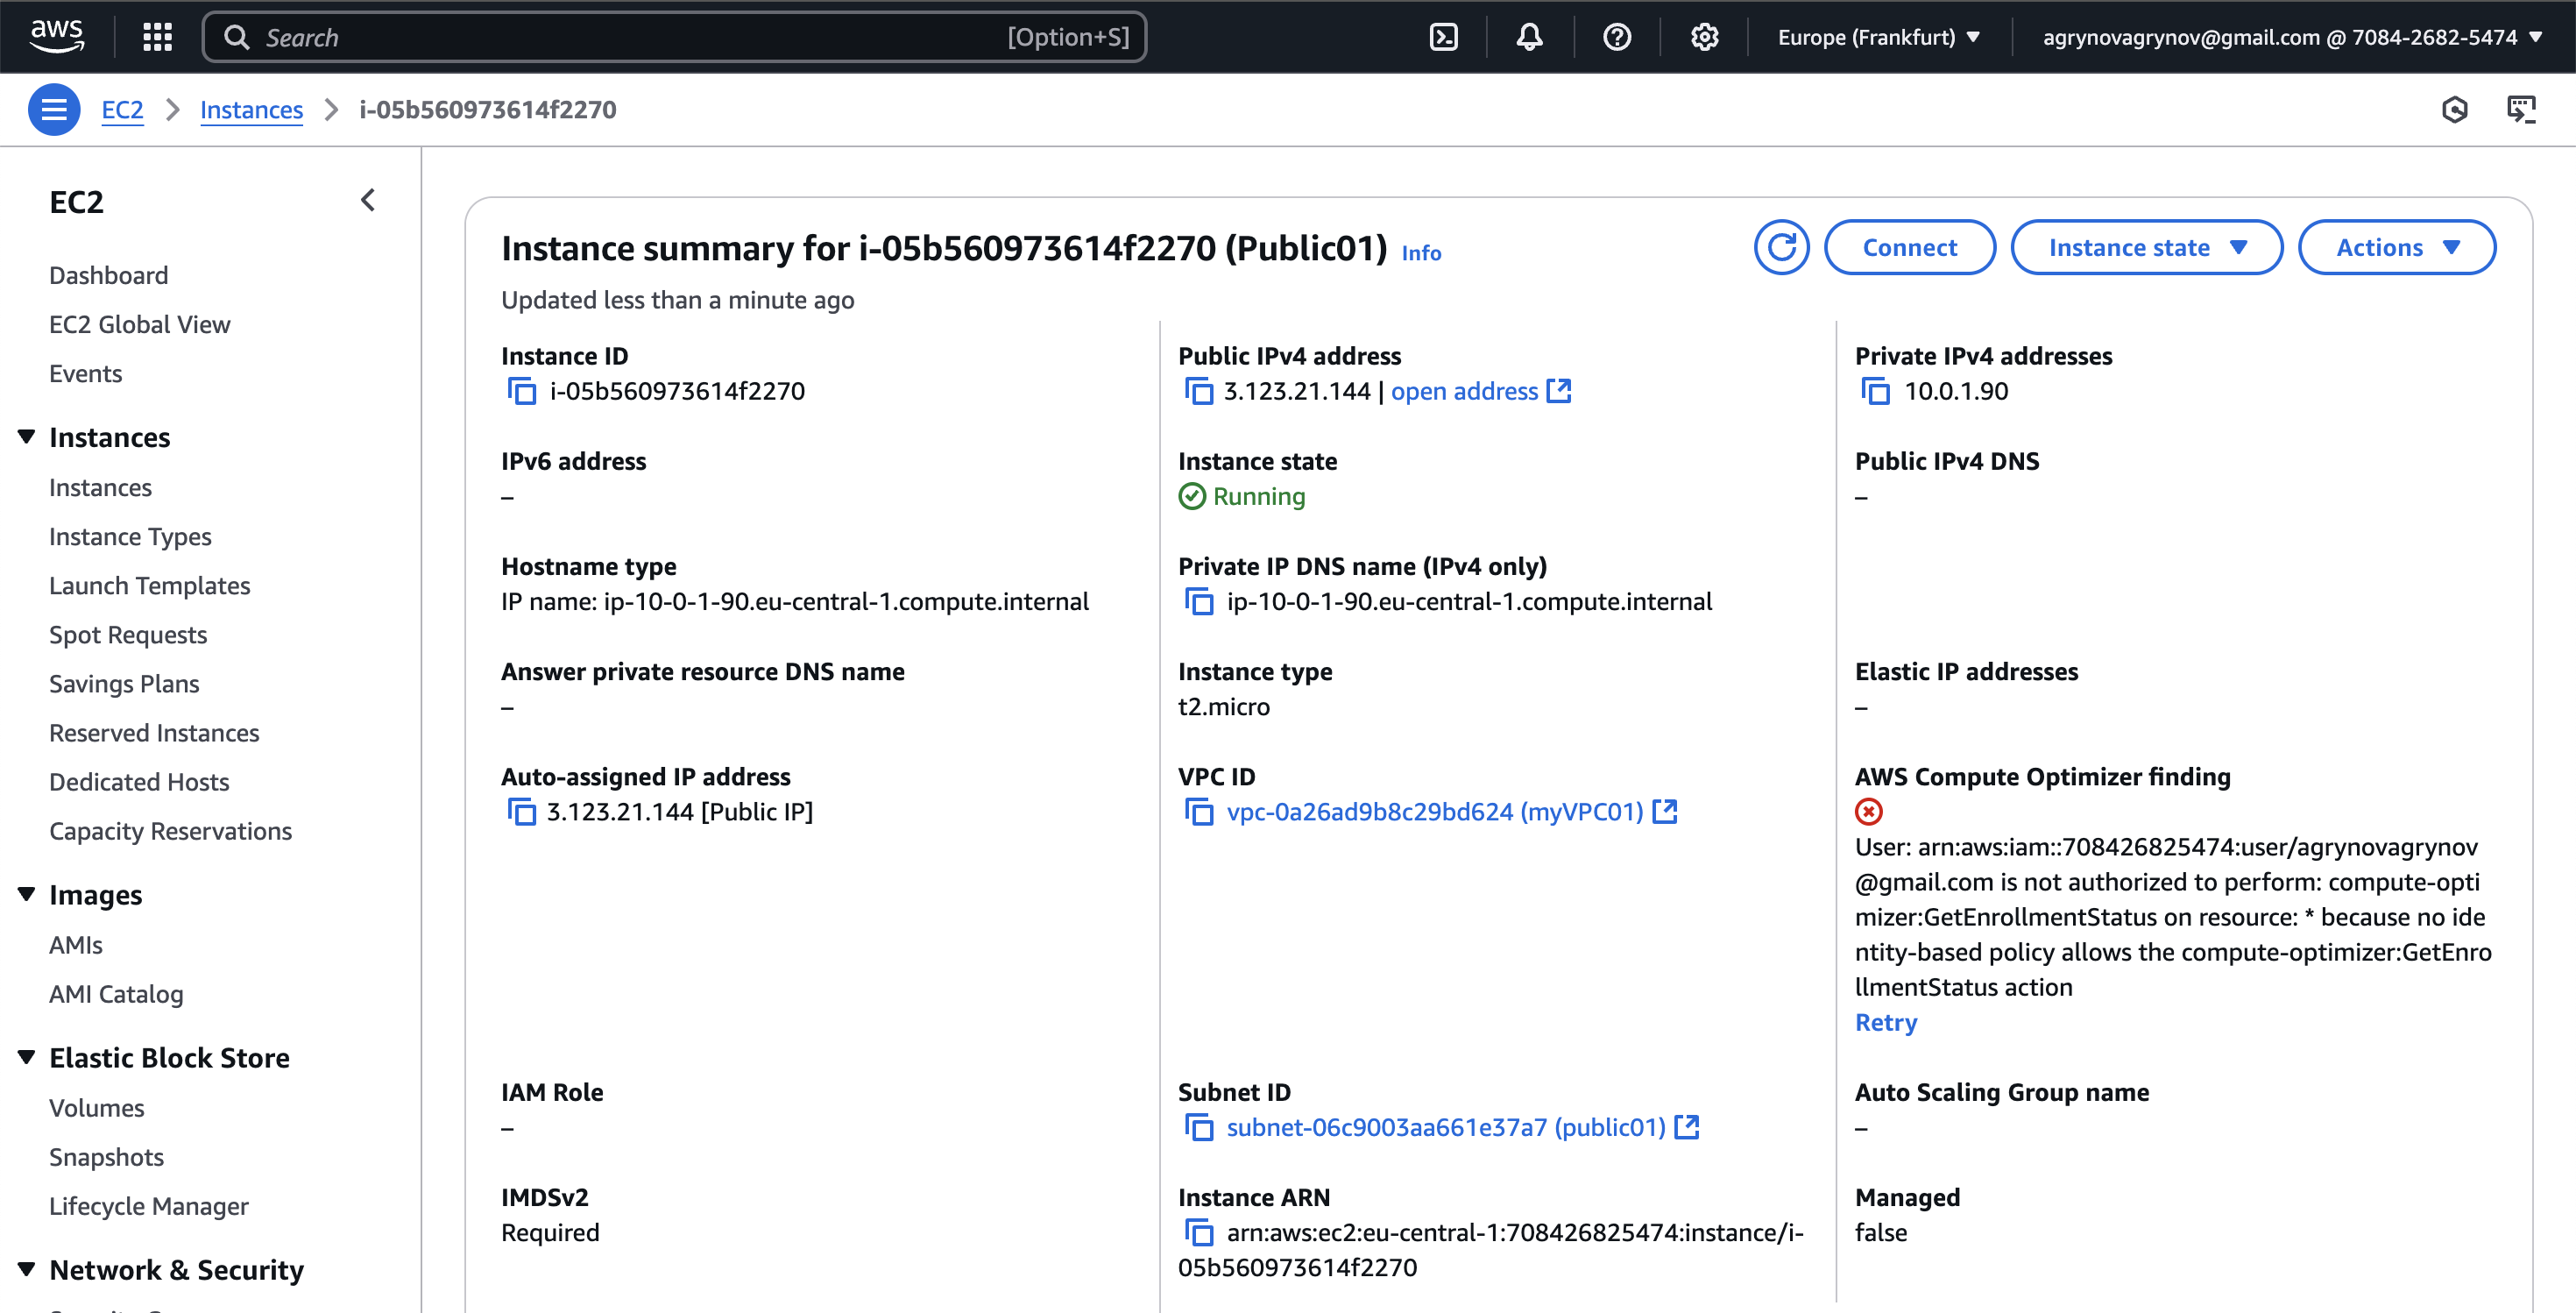 aws
Search [Option+S]
Europe (Frankfurt)
agrynovagrynov@gmail.com @ 7084-2682-5474
EC2
Instances
i-05b560973614f2270
EC2
Dashboard
EC2 Global View
Events
Instances
Instances
Instance Types
Launch Templates
Spot Requests
Savings Plans
Reserved Instances
Dedicated Hosts
Capacity Reservations
Images
AMIs
AMI Catalog
Elastic Block Store
Volumes
Snapshots
Lifecycle Manager
Network & Security
Instance summary for i-05b560973614f2270 (Public01) Info
Updated less than a minute ago
Connect
Instance state
Actions
Instance ID
i-05b560973614f2270
Public IPv4 address
3.123.21.144 | open address
Private IPv4 addresses
10.0.1.90
IPv6 address
–
Instance state
Running
Public IPv4 DNS
–
Hostname type
IP name: ip-10-0-1-90.eu-central-1.compute.internal
Private IP DNS name (IPv4 only)
ip-10-0-1-90.eu-central-1.compute.internal
Answer private resource DNS name
–
Instance type
t2.micro
Elastic IP addresses
–
Auto-assigned IP address
3.123.21.144 [Public IP]
VPC ID
vpc-0a26ad9b8c29bd624 (myVPC01)
AWS Compute Optimizer finding
User: arn:aws:iam::708426825474:user/agrynovagrynov
@gmail.com is not authorized to perform: compute-opti
mizer:GetEnrollmentStatus on resource: * because no ide
ntity-based policy allows the compute-optimizer:GetEnro
llmentStatus action
Retry
IAM Role
–
Subnet ID
subnet-06c9003aa661e37a7 (public01)
Auto Scaling Group name
–
IMDSv2
Required
Instance ARN
arn:aws:ec2:eu-central-1:708426825474:instance/i-
05b560973614f2270
Managed
false